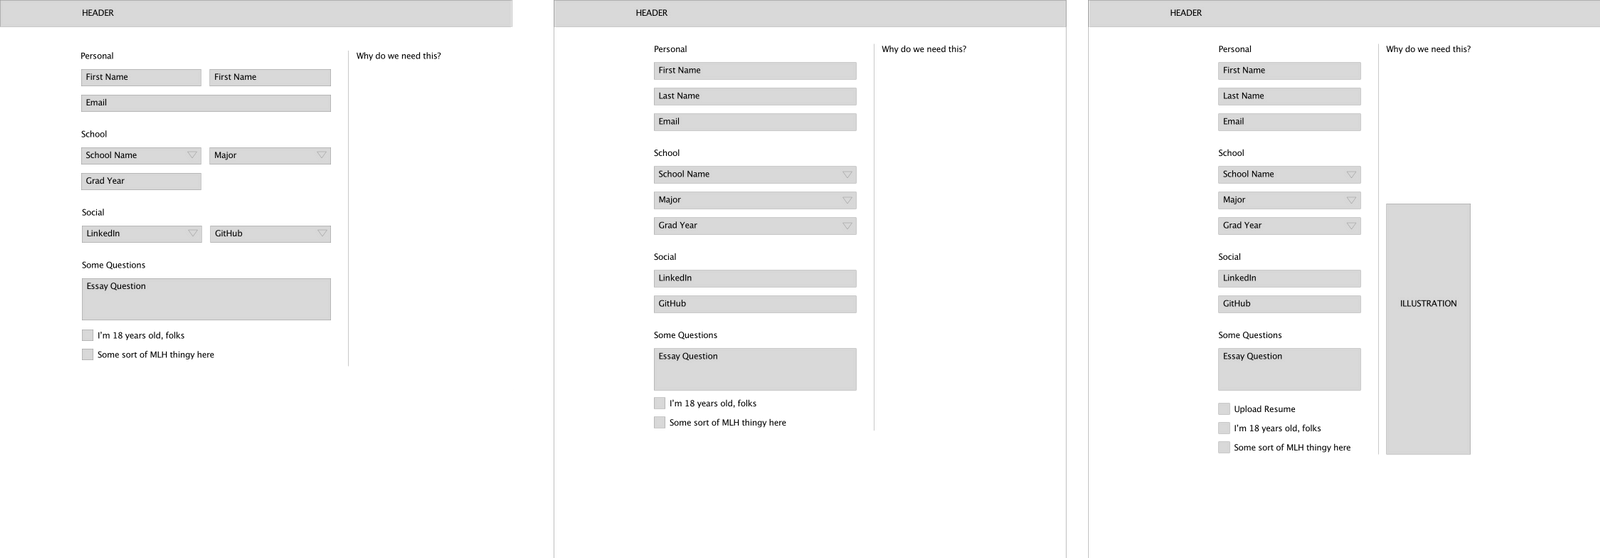 HEADER
Personal
Why do we need this?
First Name
First Name
Email
School
School Name
Major
Grad Year
Social
LinkedIn
GitHub
Some Questions
Essay Question
I'm 18 years old, folks
Some sort of MLH thingy here
HEADER
Personal
Why do we need this?
First Name
Last Name
Email
School
School Name
Major
Grad Year
Social
LinkedIn
GitHub
Some Questions
Essay Question
I'm 18 years old, folks
Some sort of MLH thingy here
HEADER
Personal
Why do we need this?
First Name
Last Name
Email
School
School Name
Major
Grad Year
Social
LinkedIn
GitHub
ILLUSTRATION
Some Questions
Essay Question
Upload Resume
I'm 18 years old, folks
Some sort of MLH thingy here